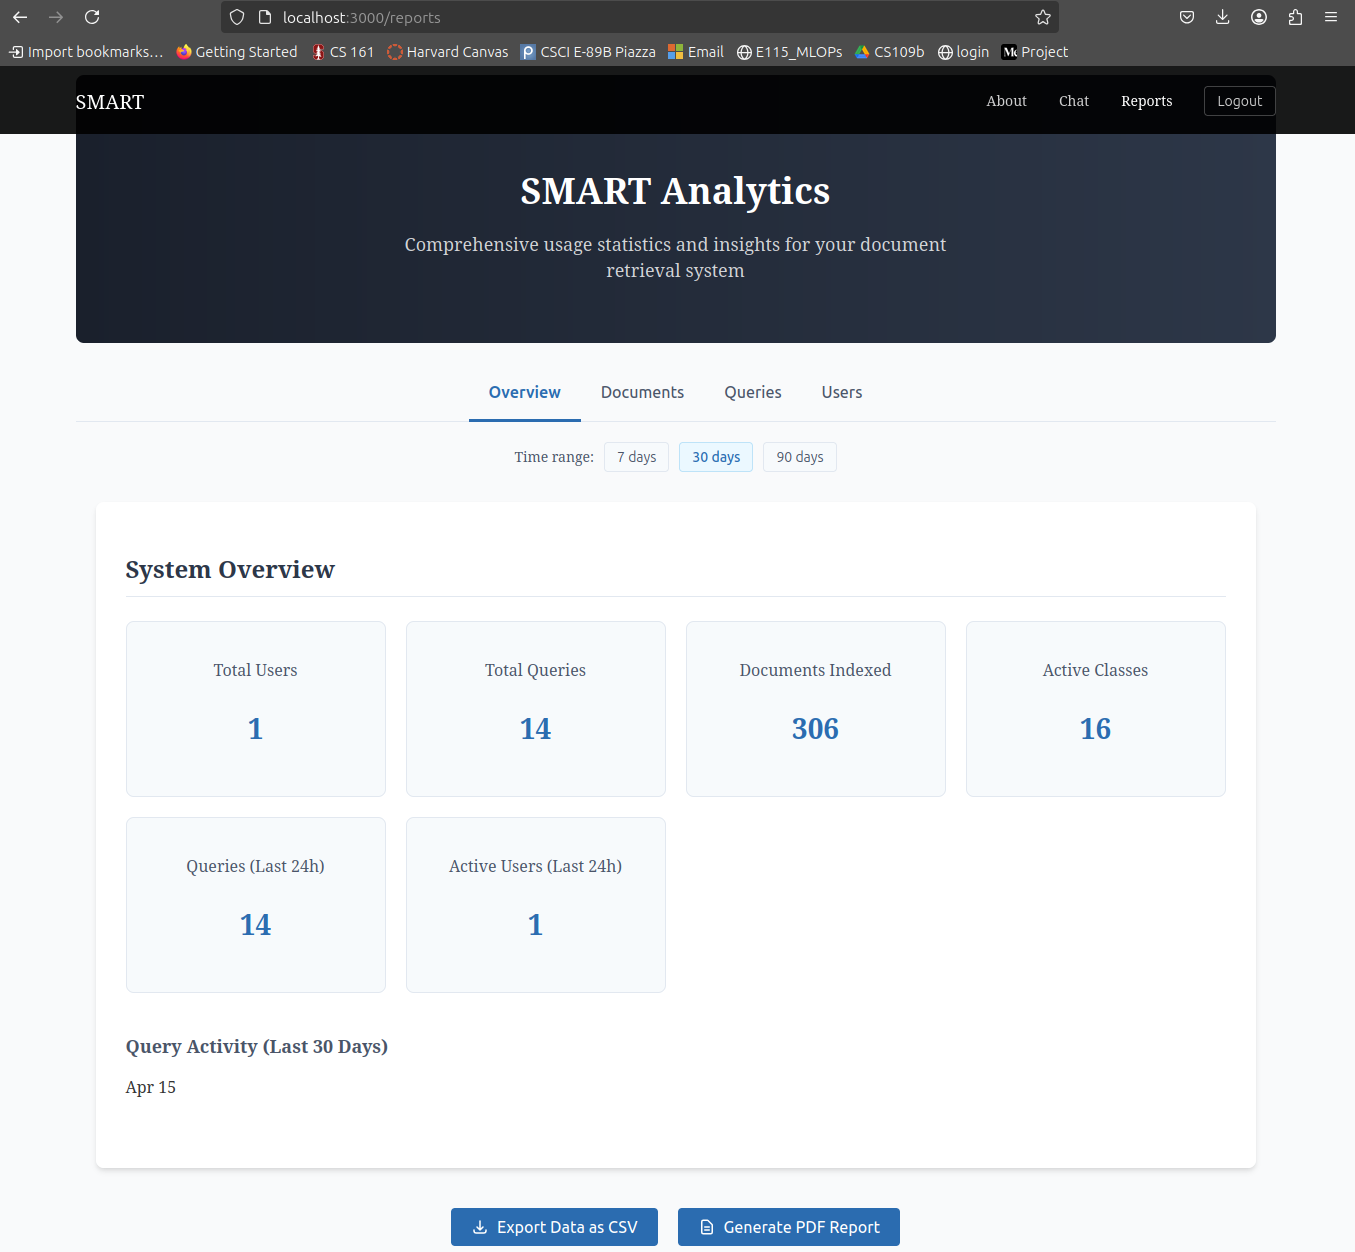 localhost:3000/reports
Import bookmarks... Getting Started CS 161 Harvard Canvas CSCI E-89B Piazza Email E115_MLOPs CS109b login Project
SMART About Chat Reports Logout
SMART Analytics
Comprehensive usage statistics and insights for your document
retrieval system
Overview Documents Queries Users
Time range: 7 days 30 days 90 days
System Overview
Total Users Total Queries Documents Indexed Active Classes
1 14 306 16
Queries (Last 24h) Active Users (Last 24h)
14 1
Query Activity (Last 30 Days)
Apr 15
Export Data as CSV Generate PDF Report